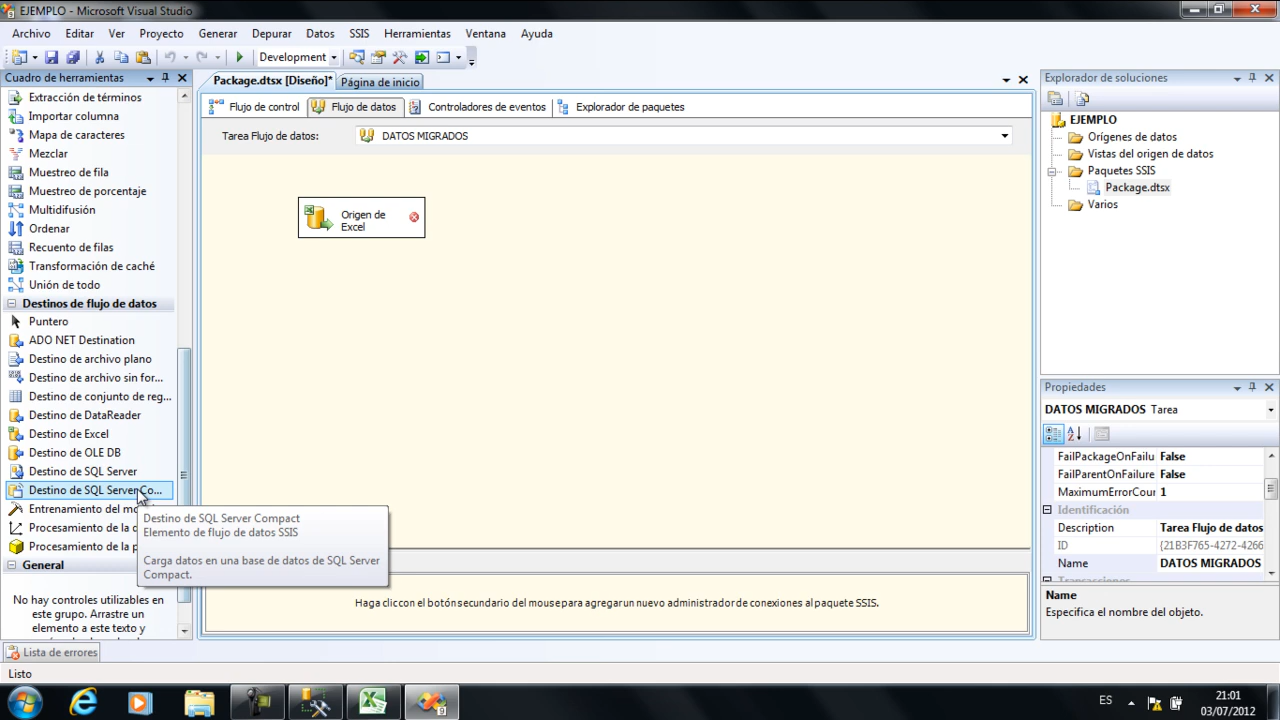 EJEMPLO - Microsoft Visual Studio
Archivo Editar Ver Proyecto Generar Depurar Datos SSIS Herramientas Ventana Ayuda
Development
Cuadro de herramientas
Extracción de términos
Importar columna
Mapa de caracteres
Mezclar
Muestreo de fila
Muestreo de porcentaje
Multidifusión
Ordenar
Recuento de filas
Transformación de caché
Unión de todo
Destinos de flujo de datos
Puntero
ADO NET Destination
Destino de archivo plano
Destino de archivo sin for...
Destino de conjunto de reg...
Destino de DataReader
Destino de Excel
Destino de OLE DB
Destino de SQL Server
Destino de SQL Server Co...
Entrenamiento del mo
Procesamiento de la d
Procesamiento de la p
General
No hay controles utilizables en
este grupo. Arrastre un
elemento a este texto y
Destino de SQL Server Compact
Elemento de flujo de datos SSIS
Carga datos en una base de datos de SQL Server
Compact.
Package.dtsx [Diseño]*
Página de inicio
Flujo de control
Flujo de datos
Controladores de eventos
Explorador de paquetes
Tarea Flujo de datos:
DATOS MIGRADOS
Origen de
Excel
Haga clic con el botón secundario del mouse para agregar un nuevo administrador de conexiones al paquete SSIS.
Explorador de soluciones
EJEMPLO
Orígenes de datos
Vistas del origen de datos
Paquetes SSIS
Package.dtsx
Varios
Propiedades
DATOS MIGRADOS Tarea
FailPackageOnFailu False
FailParentOnFailure False
MaximumErrorCour 1
Identificación
Description Tarea Flujo de datos
ID {21B3F765-4272-4266
Name DATOS MIGRADOS
Transacciones
Name
Especifica el nombre del objeto.
Lista de errores
Listo
ES
21:01
03/07/2012